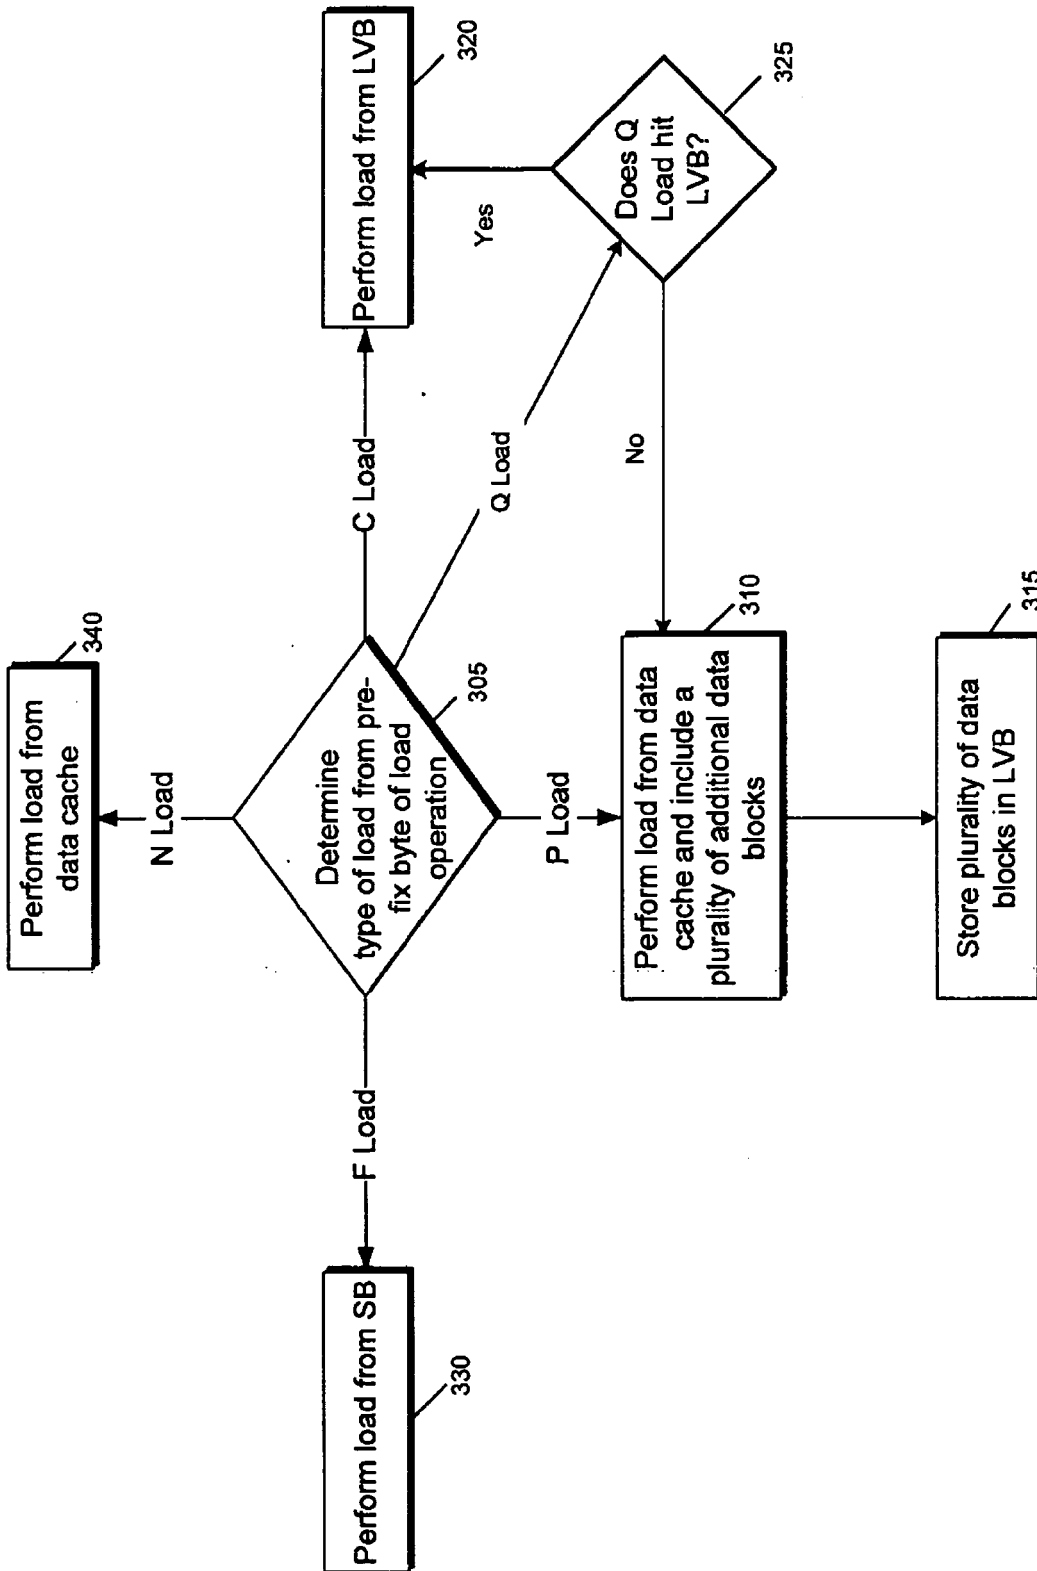 Perform load from
data cache
340
N Load
Determine
type of load from pre-
fix byte of load
operation
305
F Load
Perform load from SB
330
C Load
Perform load from LVB
320
Q Load
Does Q
Load hit
LVB?
325
Yes
No
P Load
Perform load from data
cache and include a
plurality of additional data
blocks
310
Store plurality of data
blocks in LVB
315